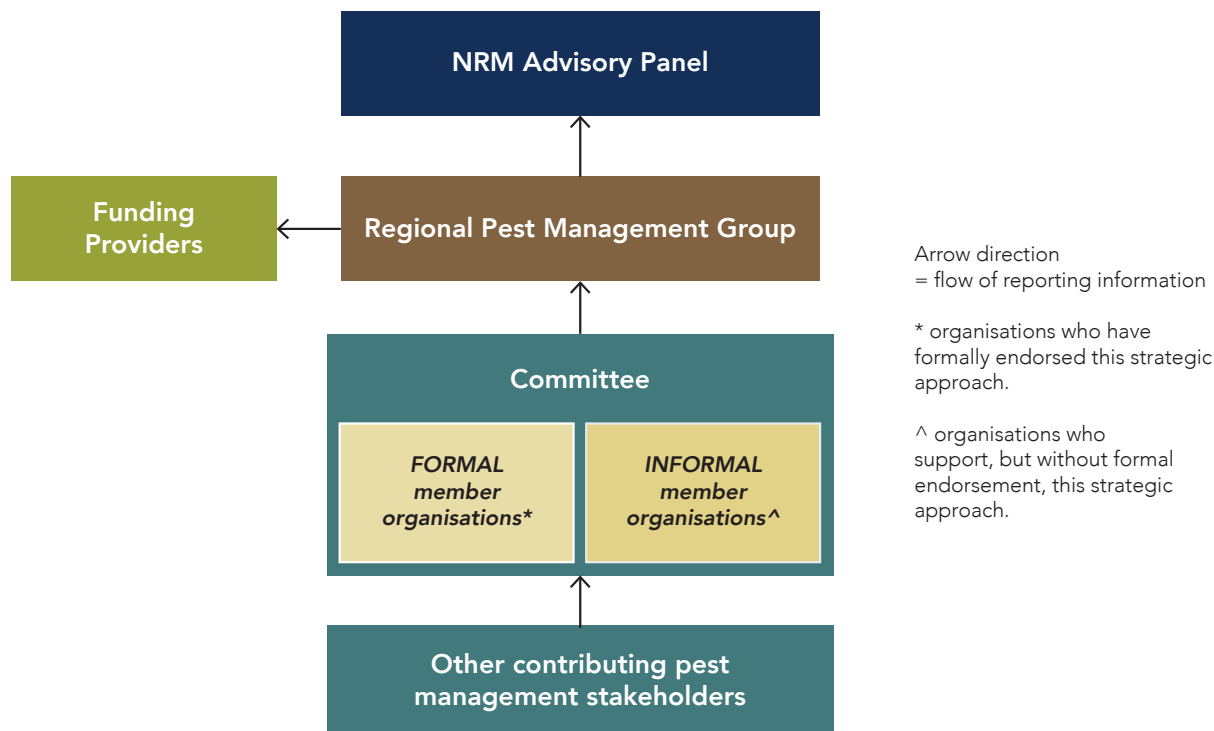 NRM Advisory Panel
Funding
Providers
Regional Pest Management Group
Committee
FORMAL
member
organisations*
INFORMAL
member
organisations^
Other contributing pest
management stakeholders
Arrow direction
= flow of reporting information
* organisations who have
formally endorsed this strategic
approach.
^ organisations who
support, but without formal
endorsement, this strategic
approach.